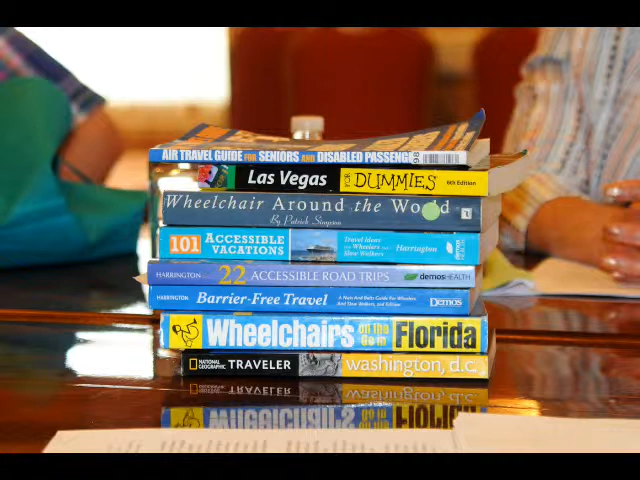 AIR TRAVEL GUIDE FOR SENIORS AND DISABLED PASSENG
Las Vegas FOR DUMMIES 6th Edition
Wheelchair Around the World
By Patrick Simpson
101 ACCESSIBLE VACATIONS Travel Ideas for Wheelers and Slow Walkers Harrington demosHEALTH
HARRINGTON 22 ACCESSIBLE ROAD TRIPS demosHEALTH
HARRINGTON Barrier-Free Travel A Nuts And Bolts Guide For Wheelers And Slow Walkers, 2nd Edition DEMOS
Wheelchairs on the Go in Florida
NATIONAL GEOGRAPHIC TRAVELER washington, d.c.